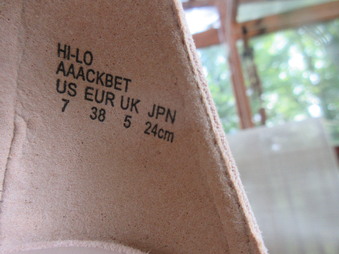 HI-LO
AAACKBET
US EUR UK JPN
7 38 5 24cm